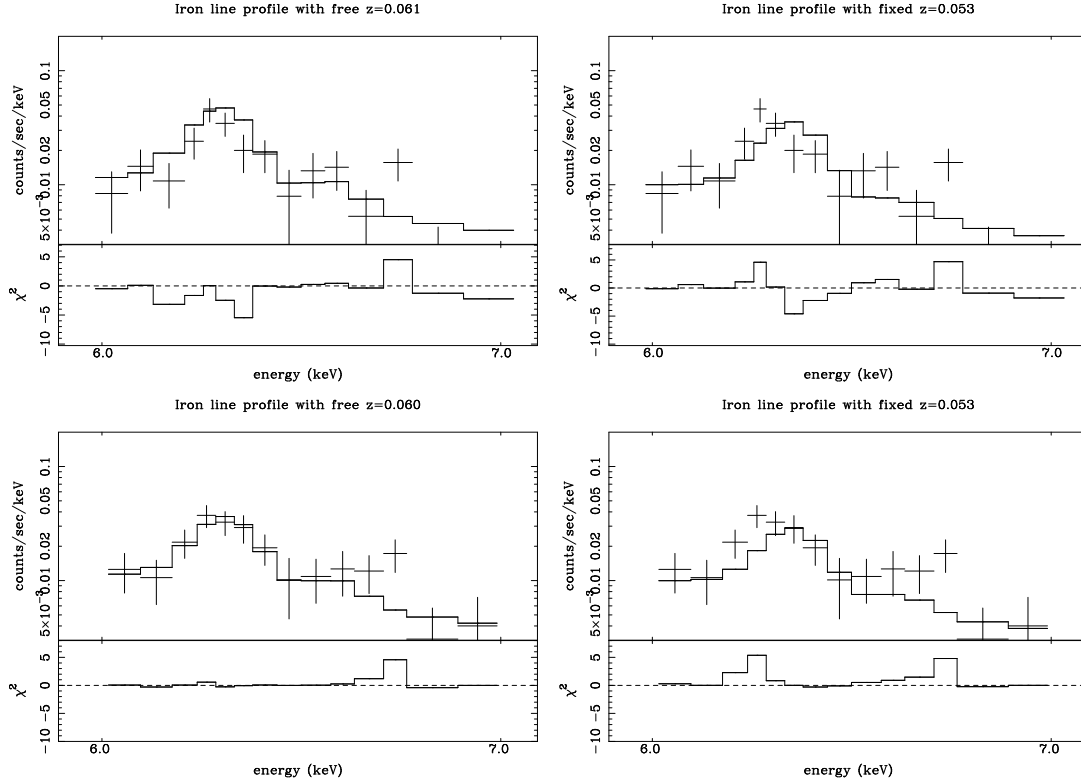 Iron line profile with free z=0.061
counts/sec/keV
0.1
0.05
0.02
0.01
5×10⁻³
χ²
5
0
−5
−10
6.0
7.0
energy (keV)
Iron line profile with fixed z=0.053
counts/sec/keV
0.1
0.05
0.02
0.01
5×10⁻³
χ²
5
0
−5
−10
6.0
7.0
energy (keV)
Iron line profile with free z=0.060
counts/sec/keV
0.1
0.05
0.02
0.01
5×10⁻³
χ²
5
0
−5
−10
6.0
7.0
energy (keV)
Iron line profile with fixed z=0.053
counts/sec/keV
0.1
0.05
0.02
0.01
5×10⁻³
χ²
5
0
−5
−10
6.0
7.0
energy (keV)